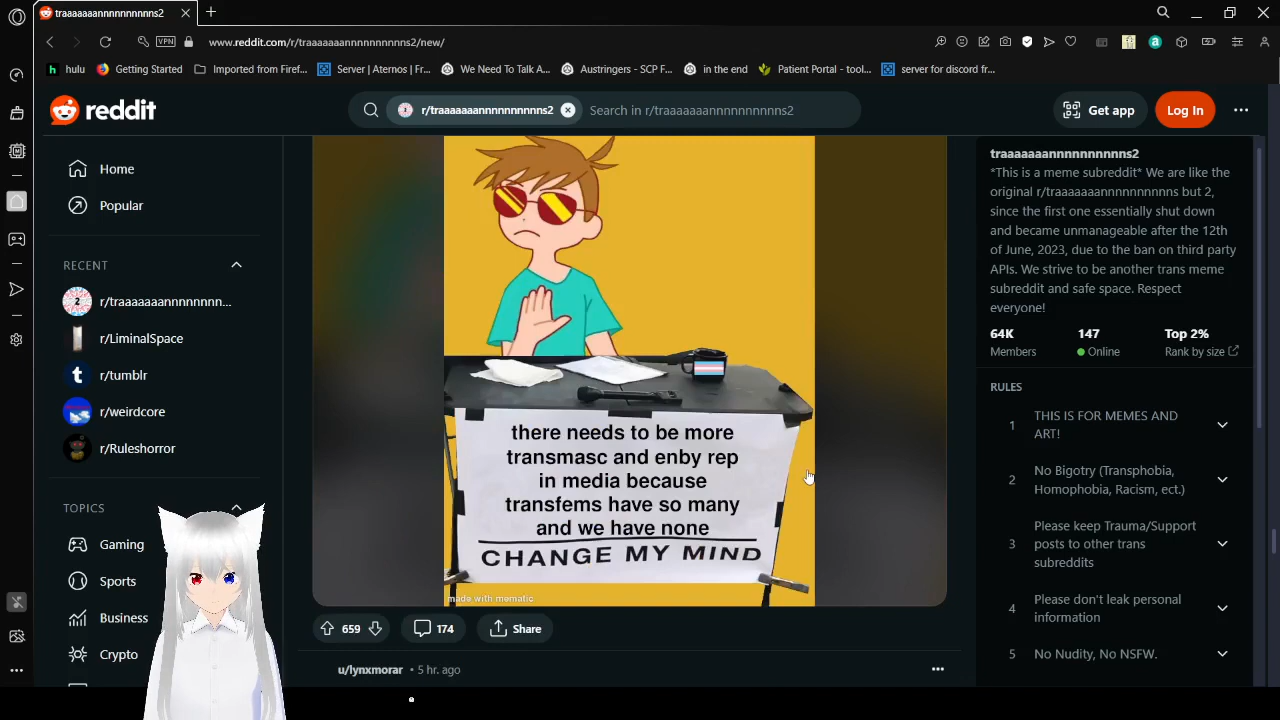 traaaaaaannnnnnnnnns2
VPN www.reddit.com/r/traaaaaaannnnnnnnnns2/new/
hulu Getting Started Imported from Firef... Server | Aternos | Fr... We Need To Talk A... Austringers - SCP F... in the end Patient Portal - tool... server for discord fr...
reddit r/traaaaaaannnnnnnnnns2 Search in r/traaaaaaannnnnnnnnns2 Get app Log In
Home
Popular
RECENT
r/traaaaaaannnnnnn...
r/LiminalSpace
r/tumblr
r/weirdcore
r/Ruleshorror
TOPICS
Gaming
Sports
Business
Crypto
there needs to be more
transmasc and enby rep
in media because
transfems have so many
and we have none
CHANGE MY MIND
made with mematic
659 174 Share
u/lynxmorar • 5 hr. ago
traaaaaaannnnnnnnnns2
*This is a meme subreddit* We are like the
original r/traaaaaaannnnnnnnnns but 2,
since the first one essentially shut down
and became unmanageable after the 12th
of June, 2023, due to the ban on third party
APIs. We strive to be another trans meme
subreddit and safe space. Respect
everyone!
64K 147 Top 2%
Members Online Rank by size
RULES
1 THIS IS FOR MEMES AND
ART!
2 No Bigotry (Transphobia,
Homophobia, Racism, ect.)
3 Please keep Trauma/Support
posts to other trans
subreddits
4 Please don't leak personal
information
5 No Nudity, No NSFW.